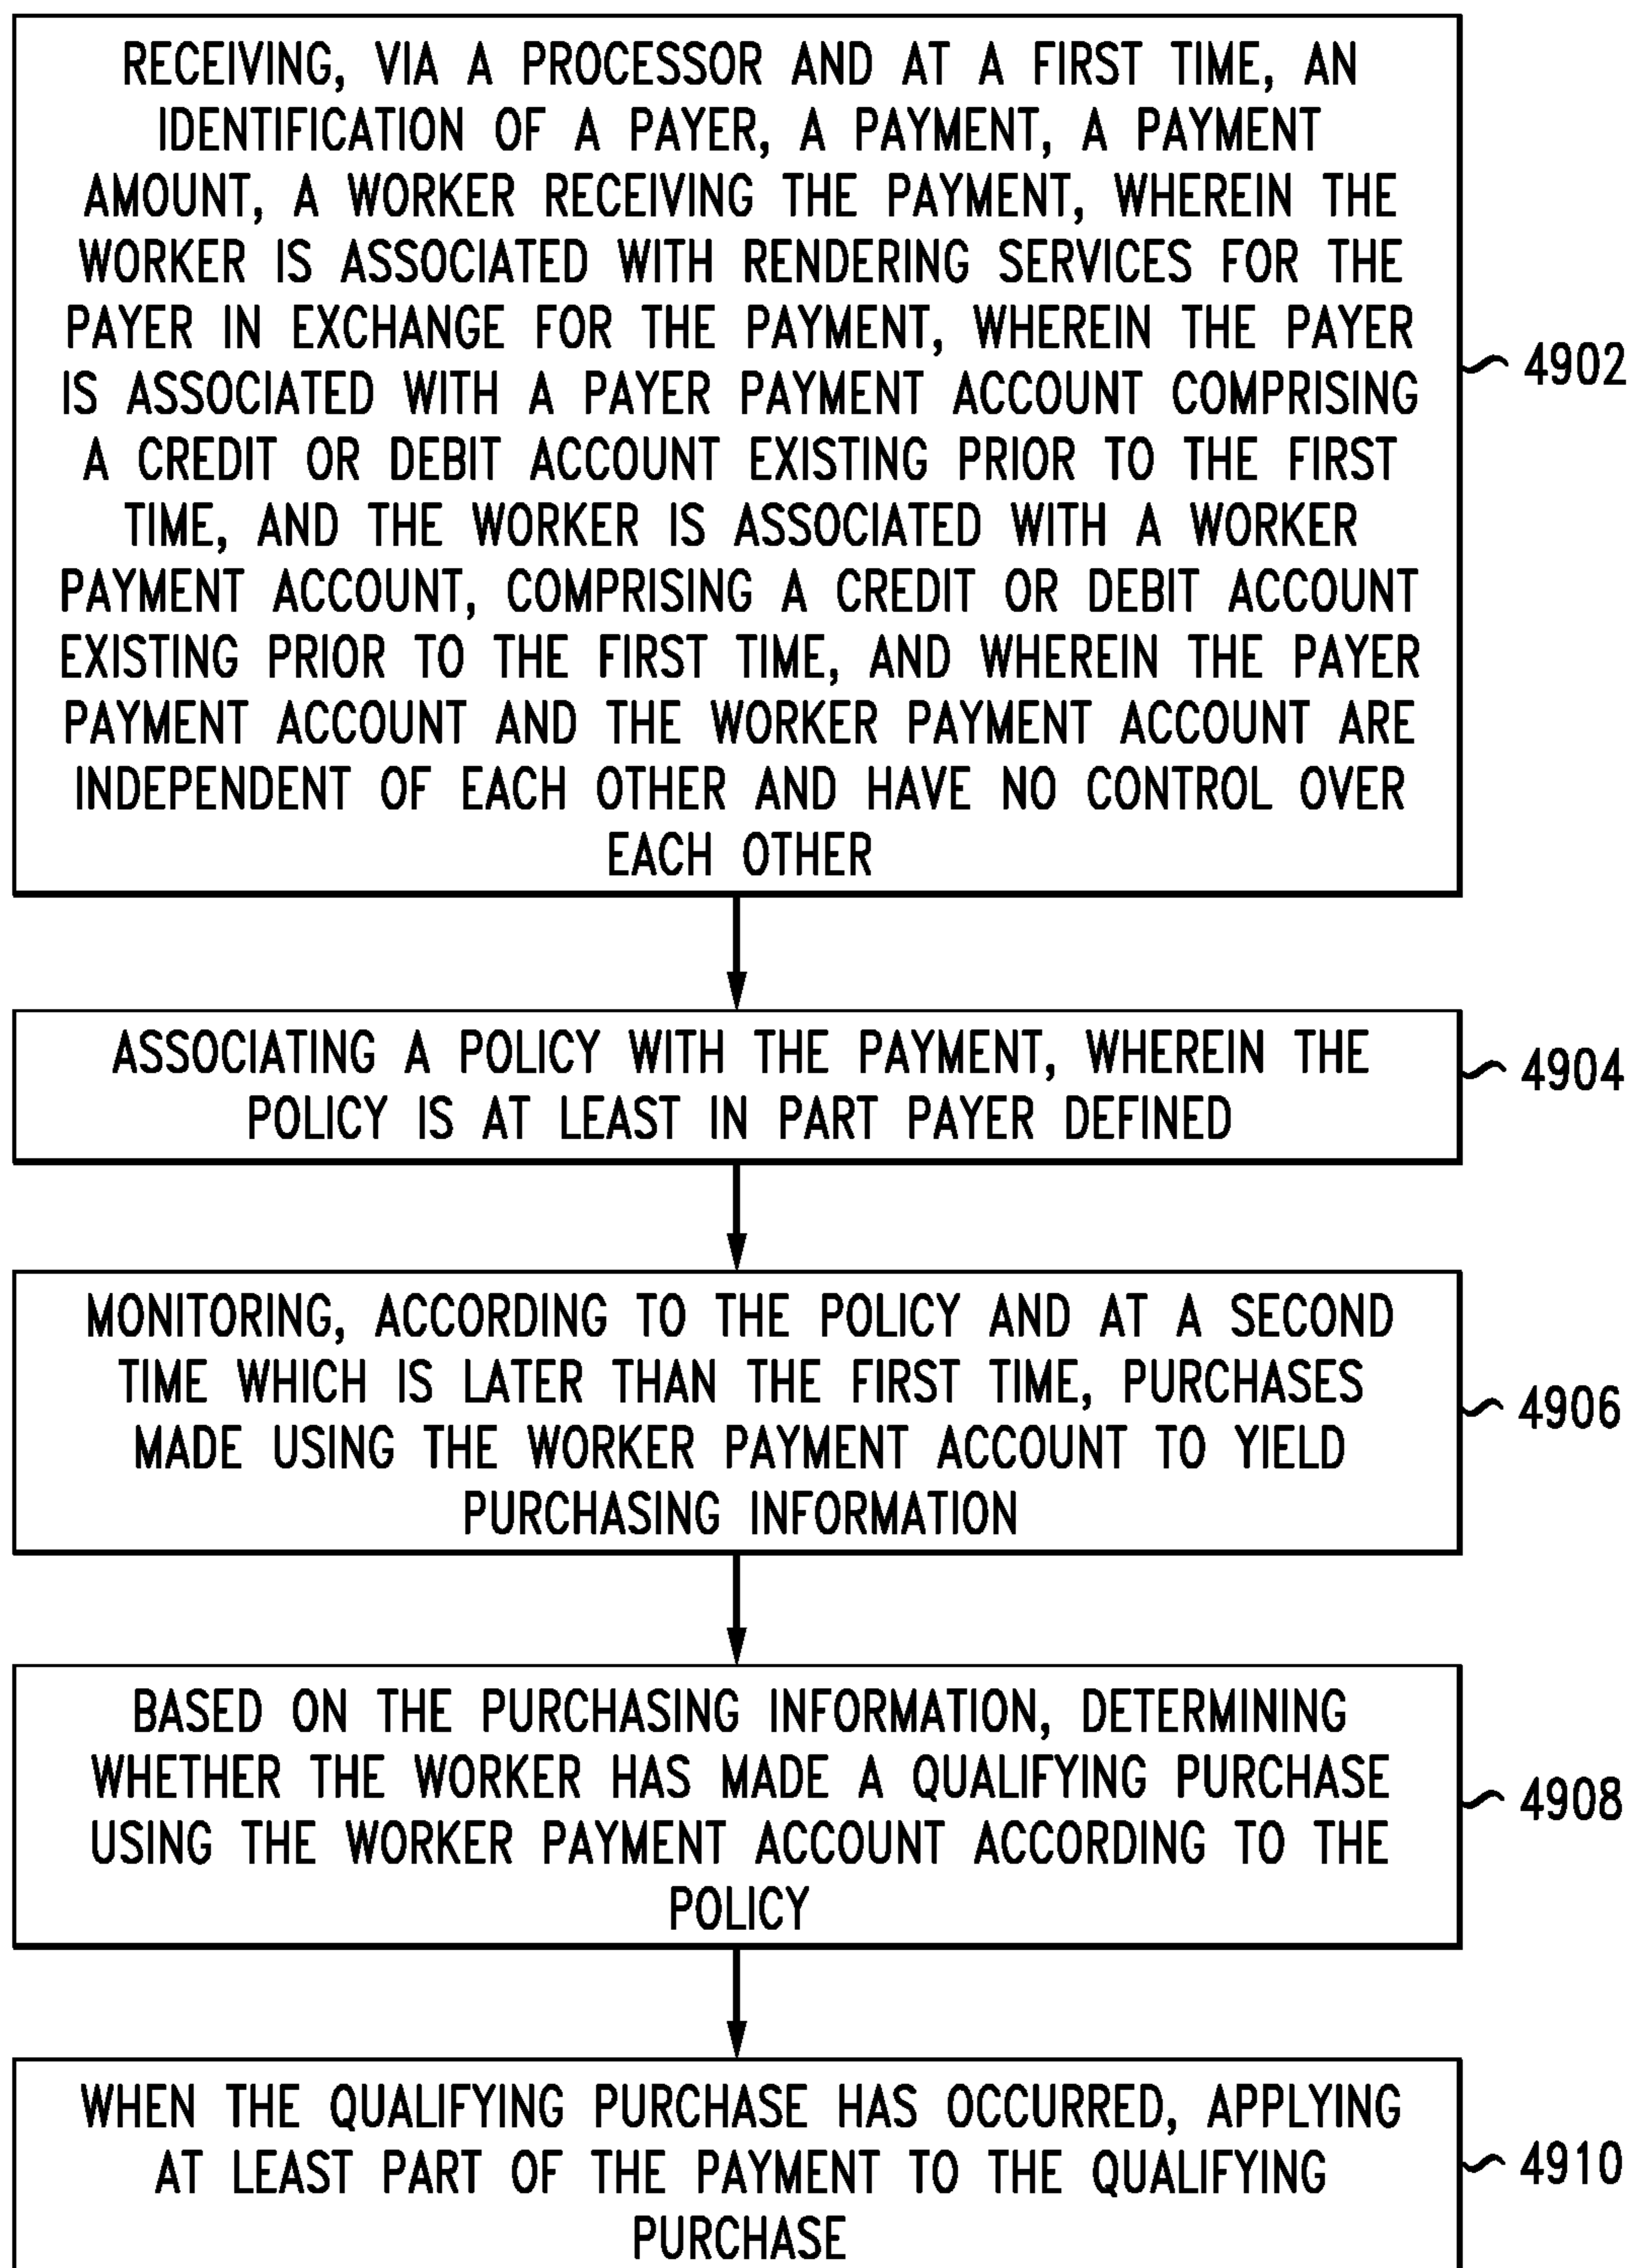 RECEIVING, VIA A PROCESSOR AND AT A FIRST TIME, AN
IDENTIFICATION OF A PAYER, A PAYMENT, A PAYMENT
AMOUNT, A WORKER RECEIVING THE PAYMENT, WHEREIN THE
WORKER IS ASSOCIATED WITH RENDERING SERVICES FOR THE
PAYER IN EXCHANGE FOR THE PAYMENT, WHEREIN THE PAYER
IS ASSOCIATED WITH A PAYER PAYMENT ACCOUNT COMPRISING
A CREDIT OR DEBIT ACCOUNT EXISTING PRIOR TO THE FIRST
TIME, AND THE WORKER IS ASSOCIATED WITH A WORKER
PAYMENT ACCOUNT, COMPRISING A CREDIT OR DEBIT ACCOUNT
EXISTING PRIOR TO THE FIRST TIME, AND WHEREIN THE PAYER
PAYMENT ACCOUNT AND THE WORKER PAYMENT ACCOUNT ARE
INDEPENDENT OF EACH OTHER AND HAVE NO CONTROL OVER
EACH OTHER
4902
ASSOCIATING A POLICY WITH THE PAYMENT, WHEREIN THE
POLICY IS AT LEAST IN PART PAYER DEFINED
4904
MONITORING, ACCORDING TO THE POLICY AND AT A SECOND
TIME WHICH IS LATER THAN THE FIRST TIME, PURCHASES
MADE USING THE WORKER PAYMENT ACCOUNT TO YIELD
PURCHASING INFORMATION
4906
BASED ON THE PURCHASING INFORMATION, DETERMINING
WHETHER THE WORKER HAS MADE A QUALIFYING PURCHASE
USING THE WORKER PAYMENT ACCOUNT ACCORDING TO THE
POLICY
4908
WHEN THE QUALIFYING PURCHASE HAS OCCURRED, APPLYING
AT LEAST PART OF THE PAYMENT TO THE QUALIFYING
PURCHASE
4910